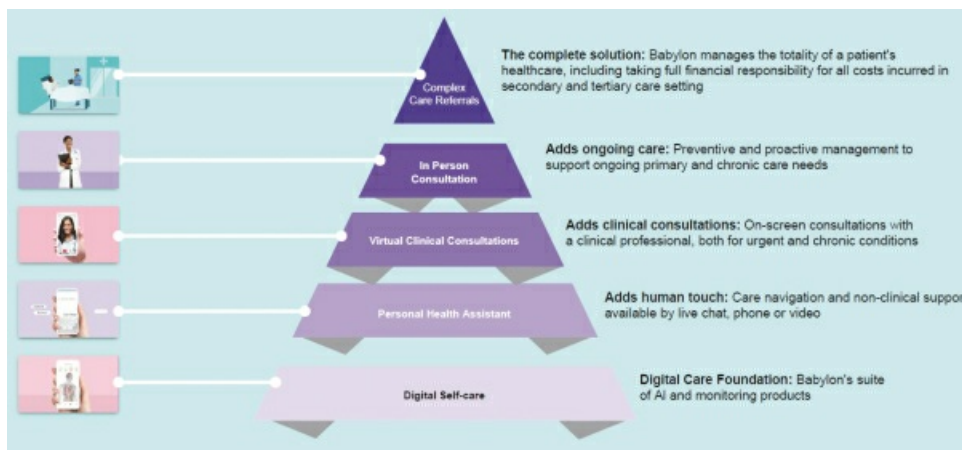 The complete solution: Babylon manages the totality of a patient's
healthcare, including taking full financial responsibility for all costs incurred in
secondary and tertiary care setting
Complex
Care Referrals
Adds ongoing care: Preventive and proactive management to
support ongoing primary and chronic care needs
In Person
Consultation
Adds clinical consultations: On-screen consultations with
a clinical professional, both for urgent and chronic conditions
Virtual Clinical Consultations
Adds human touch: Care navigation and non-clinical suppor
available by live chat, phone or video
Personal Health Assistant
Digital Care Foundation: Babylon's suite
of AI and monitoring products
Digital Self-care